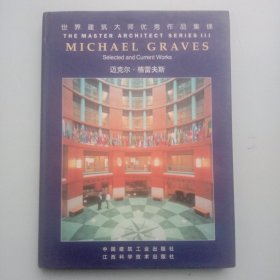 世界建筑大师优秀作品集锦
THE MASTER ARCHITECT SERIES III
MICHAEL GRAVES
Selected and Current Works
迈克尔·格雷夫斯
中国建筑工业出版社
江西科学技术出版社